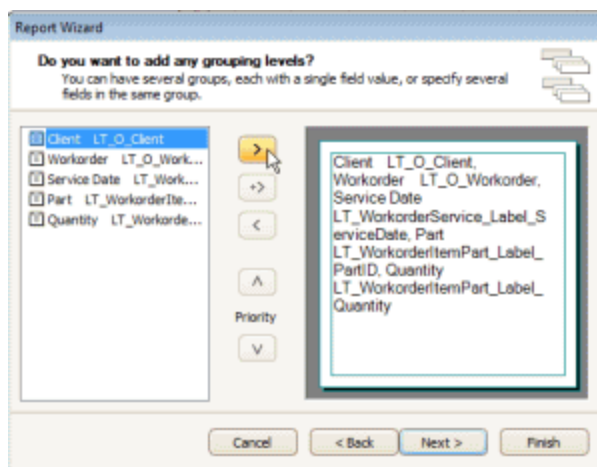 Report Wizard
Do you want to add any grouping levels?
You can have several groups, each with a single field value, or specify several
fields in the same group.
Client LT_O_Client
Workorder LT_O_Work...
Service Date LT_Work...
Part LT_WorkorderIte...
Quantity LT_Workorde...
>
+>
<
Λ
Priority
V
Client LT_O_Client,
Workorder LT_O_Workorder,
Service Date
LT_WorkorderService_Label_S
erviceDate, Part
LT_WorkorderItemPart_Label_
PartID, Quantity
LT_WorkorderItemPart_Label_
Quantity
Cancel
< Back
Next >
Finish